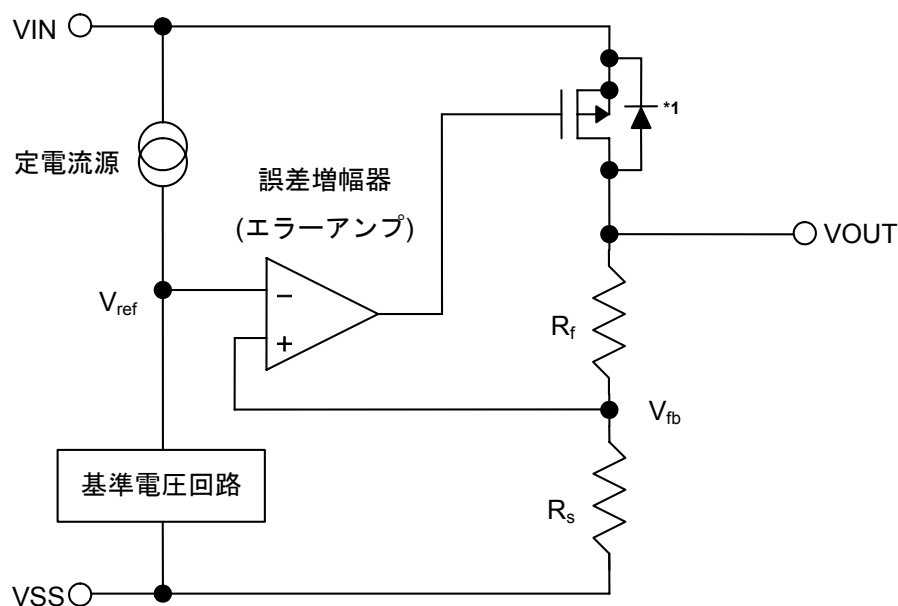 VIN
*1
定電流源
誤差増幅器
(エラーアンプ)
VOUT
Vref
−
+
Rf
Vfb
基準電圧回路
Rs
VSS